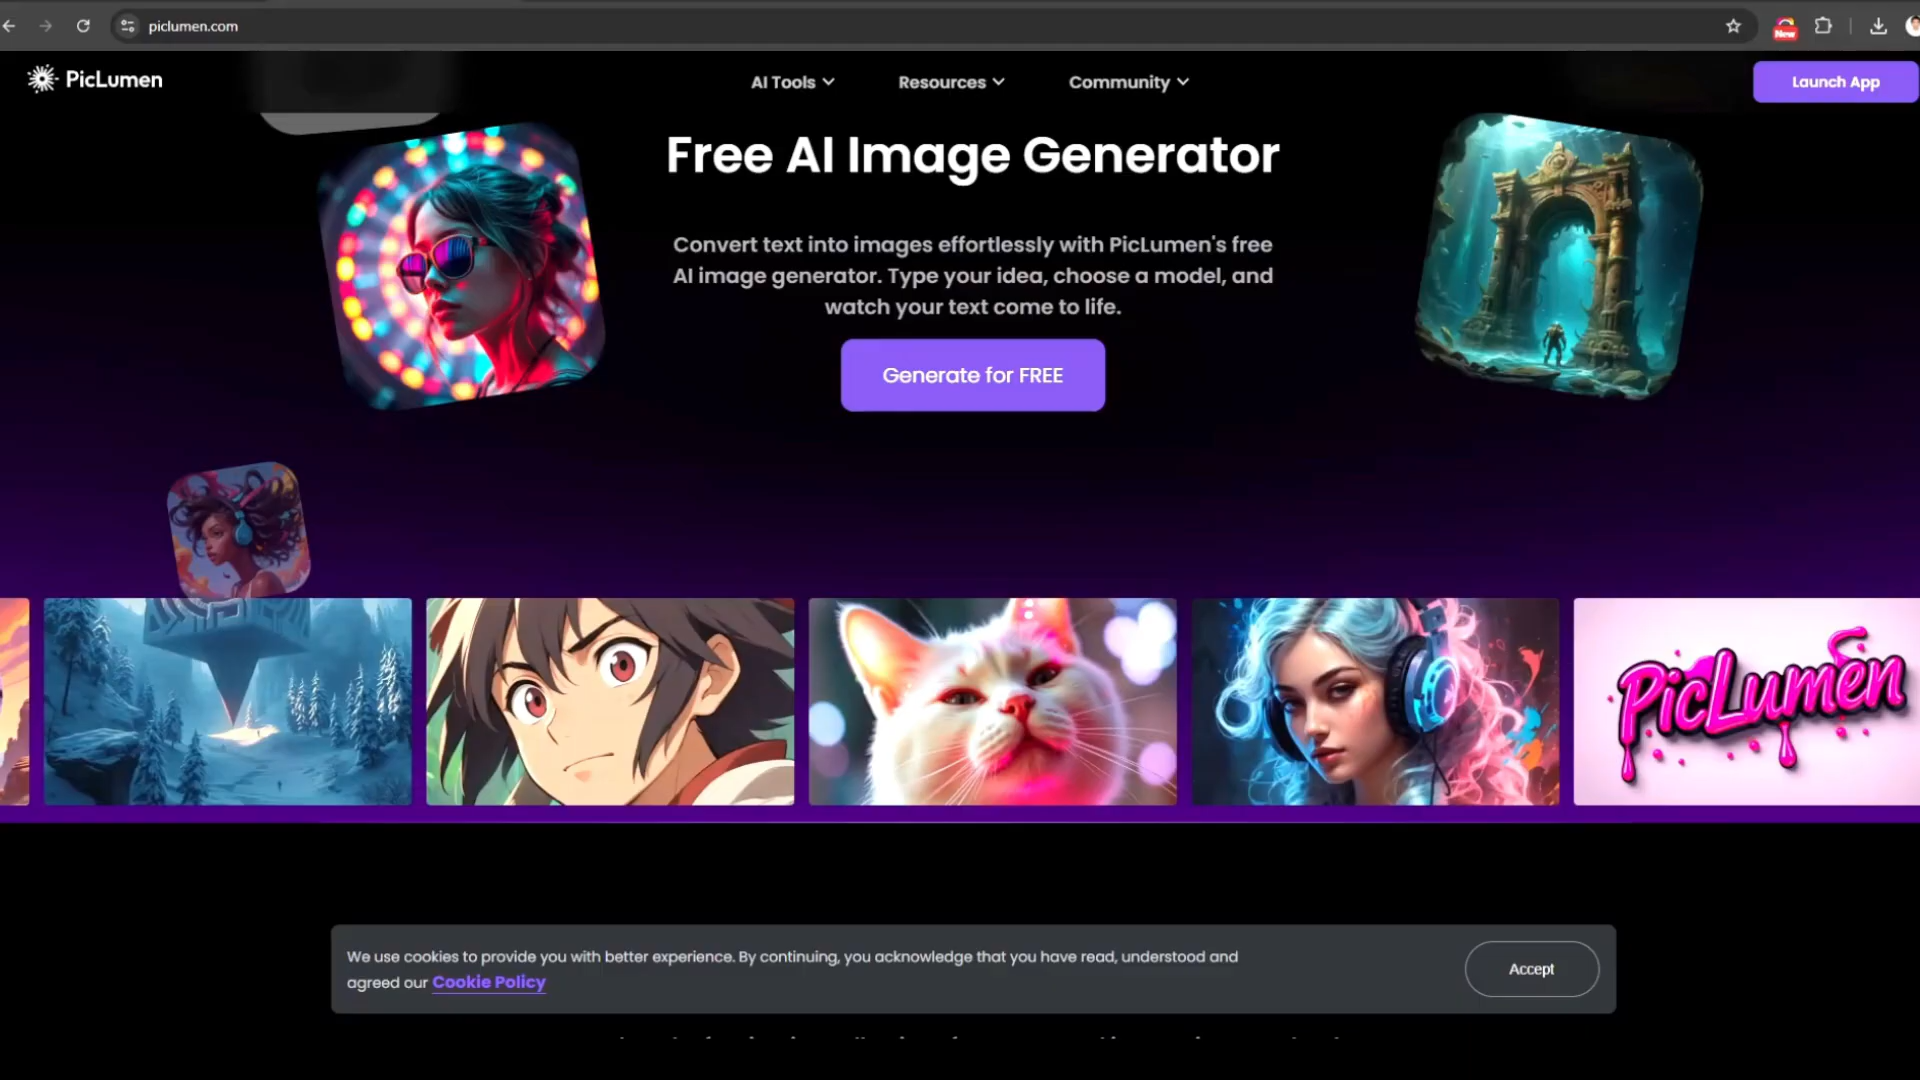 piclumen.com
New
PicLumen
AI Tools
Resources
Community
Launch App
Free AI Image Generator
Convert text into images effortlessly with PicLumen's free
AI image generator. Type your idea, choose a model, and
watch your text come to life.
Generate for FREE
PicLumen
We use cookies to provide you with better experience. By continuing, you acknowledge that you have read, understood and
agreed our Cookie Policy
Accept